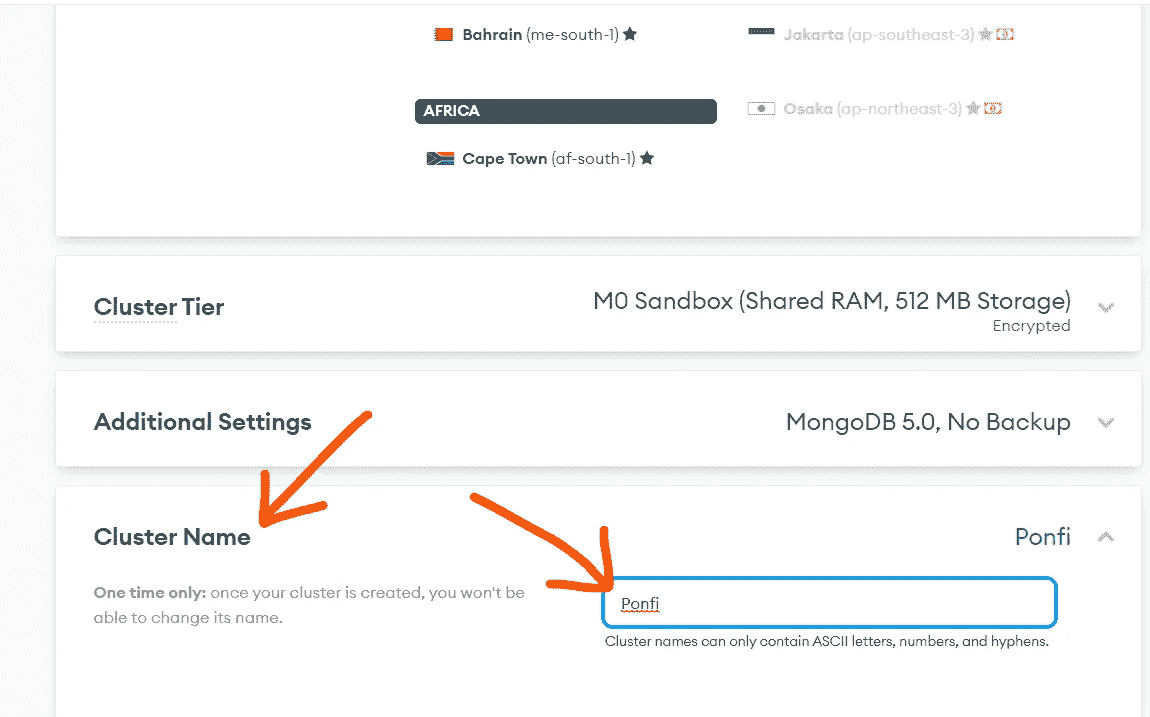 Bahrain (me-south-1) ★
Jakarta (ap-southeast-3) ★
AFRICA
Osaka (ap-northeast-3) ★
Cape Town (af-south-1) ★
Cluster Tier
M0 Sandbox (Shared RAM, 512 MB Storage)
Encrypted
Additional Settings
MongoDB 5.0, No Backup
Cluster Name
Ponfi
One time only: once your cluster is created, you won't be
able to change its name.
Ponfi
Cluster names can only contain ASCII letters, numbers, and hyphens.